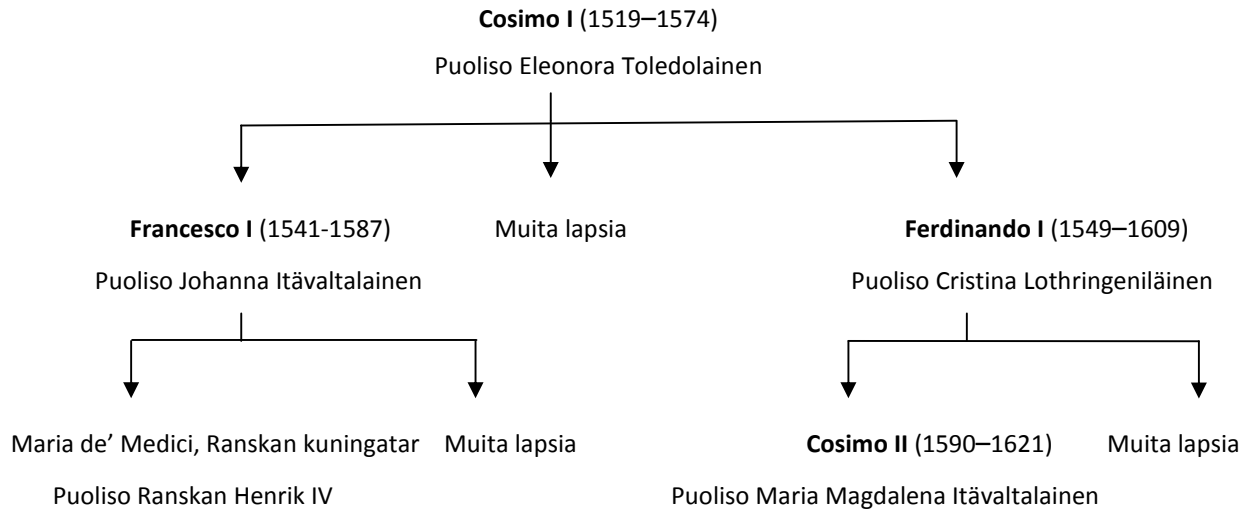 Cosimo I (1519–1574)
Puoliso Eleonora Toledolainen
Francesco I (1541-1587) Muita lapsia Ferdinando I (1549–1609)
Puoliso Johanna Itävaltalainen Puoliso Cristina Lothringeniläinen
Maria de’ Medici, Ranskan kuningatar Muita lapsia Cosimo II (1590–1621) Muita lapsia
Puoliso Ranskan Henrik IV Puoliso Maria Magdalena Itävaltalainen